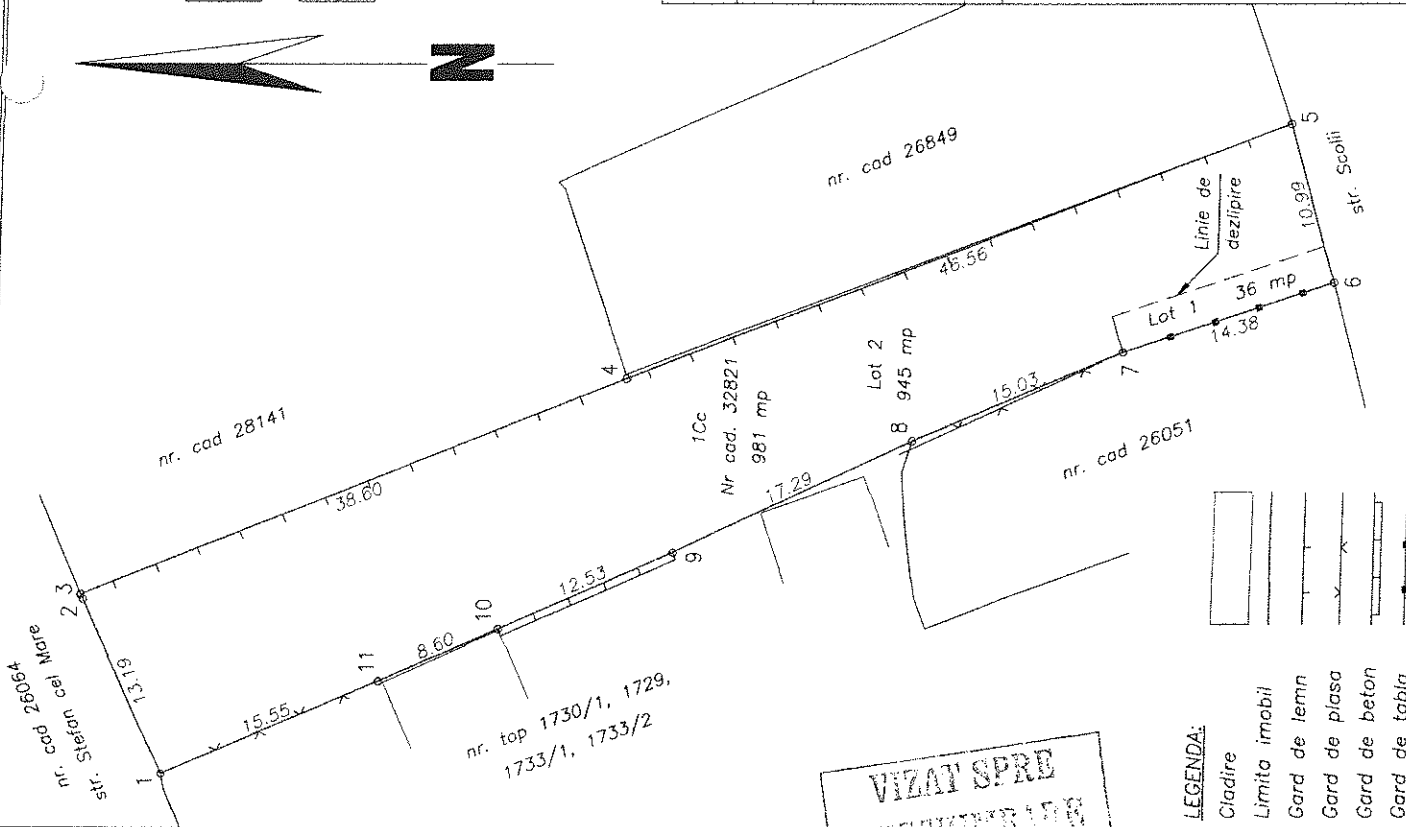 N
nr. cad 26064
str. Stefan cel Mare
1
13.19
2
3
nr. cad 28141
38.60
4
nr. cad 26849
46.56
5
10.99
str. Scolii
6
Linie de
dezlipire
Lot 1 36 mp
14.38
7
15.03
Lot 2
945 mp
8
1Cc
Nr cad. 32821
981 mp
17.29
9
12.53
10
8.60
11
15.55
nr. cad 26051
nr. top 1730/1, 1729,
1733/1, 1733/2
VIZAT SPRE
LEGENDA:
Cladire
Limita imobil
Gard de lemn
Gard de plasa
Gard de beton
Gard de tabla